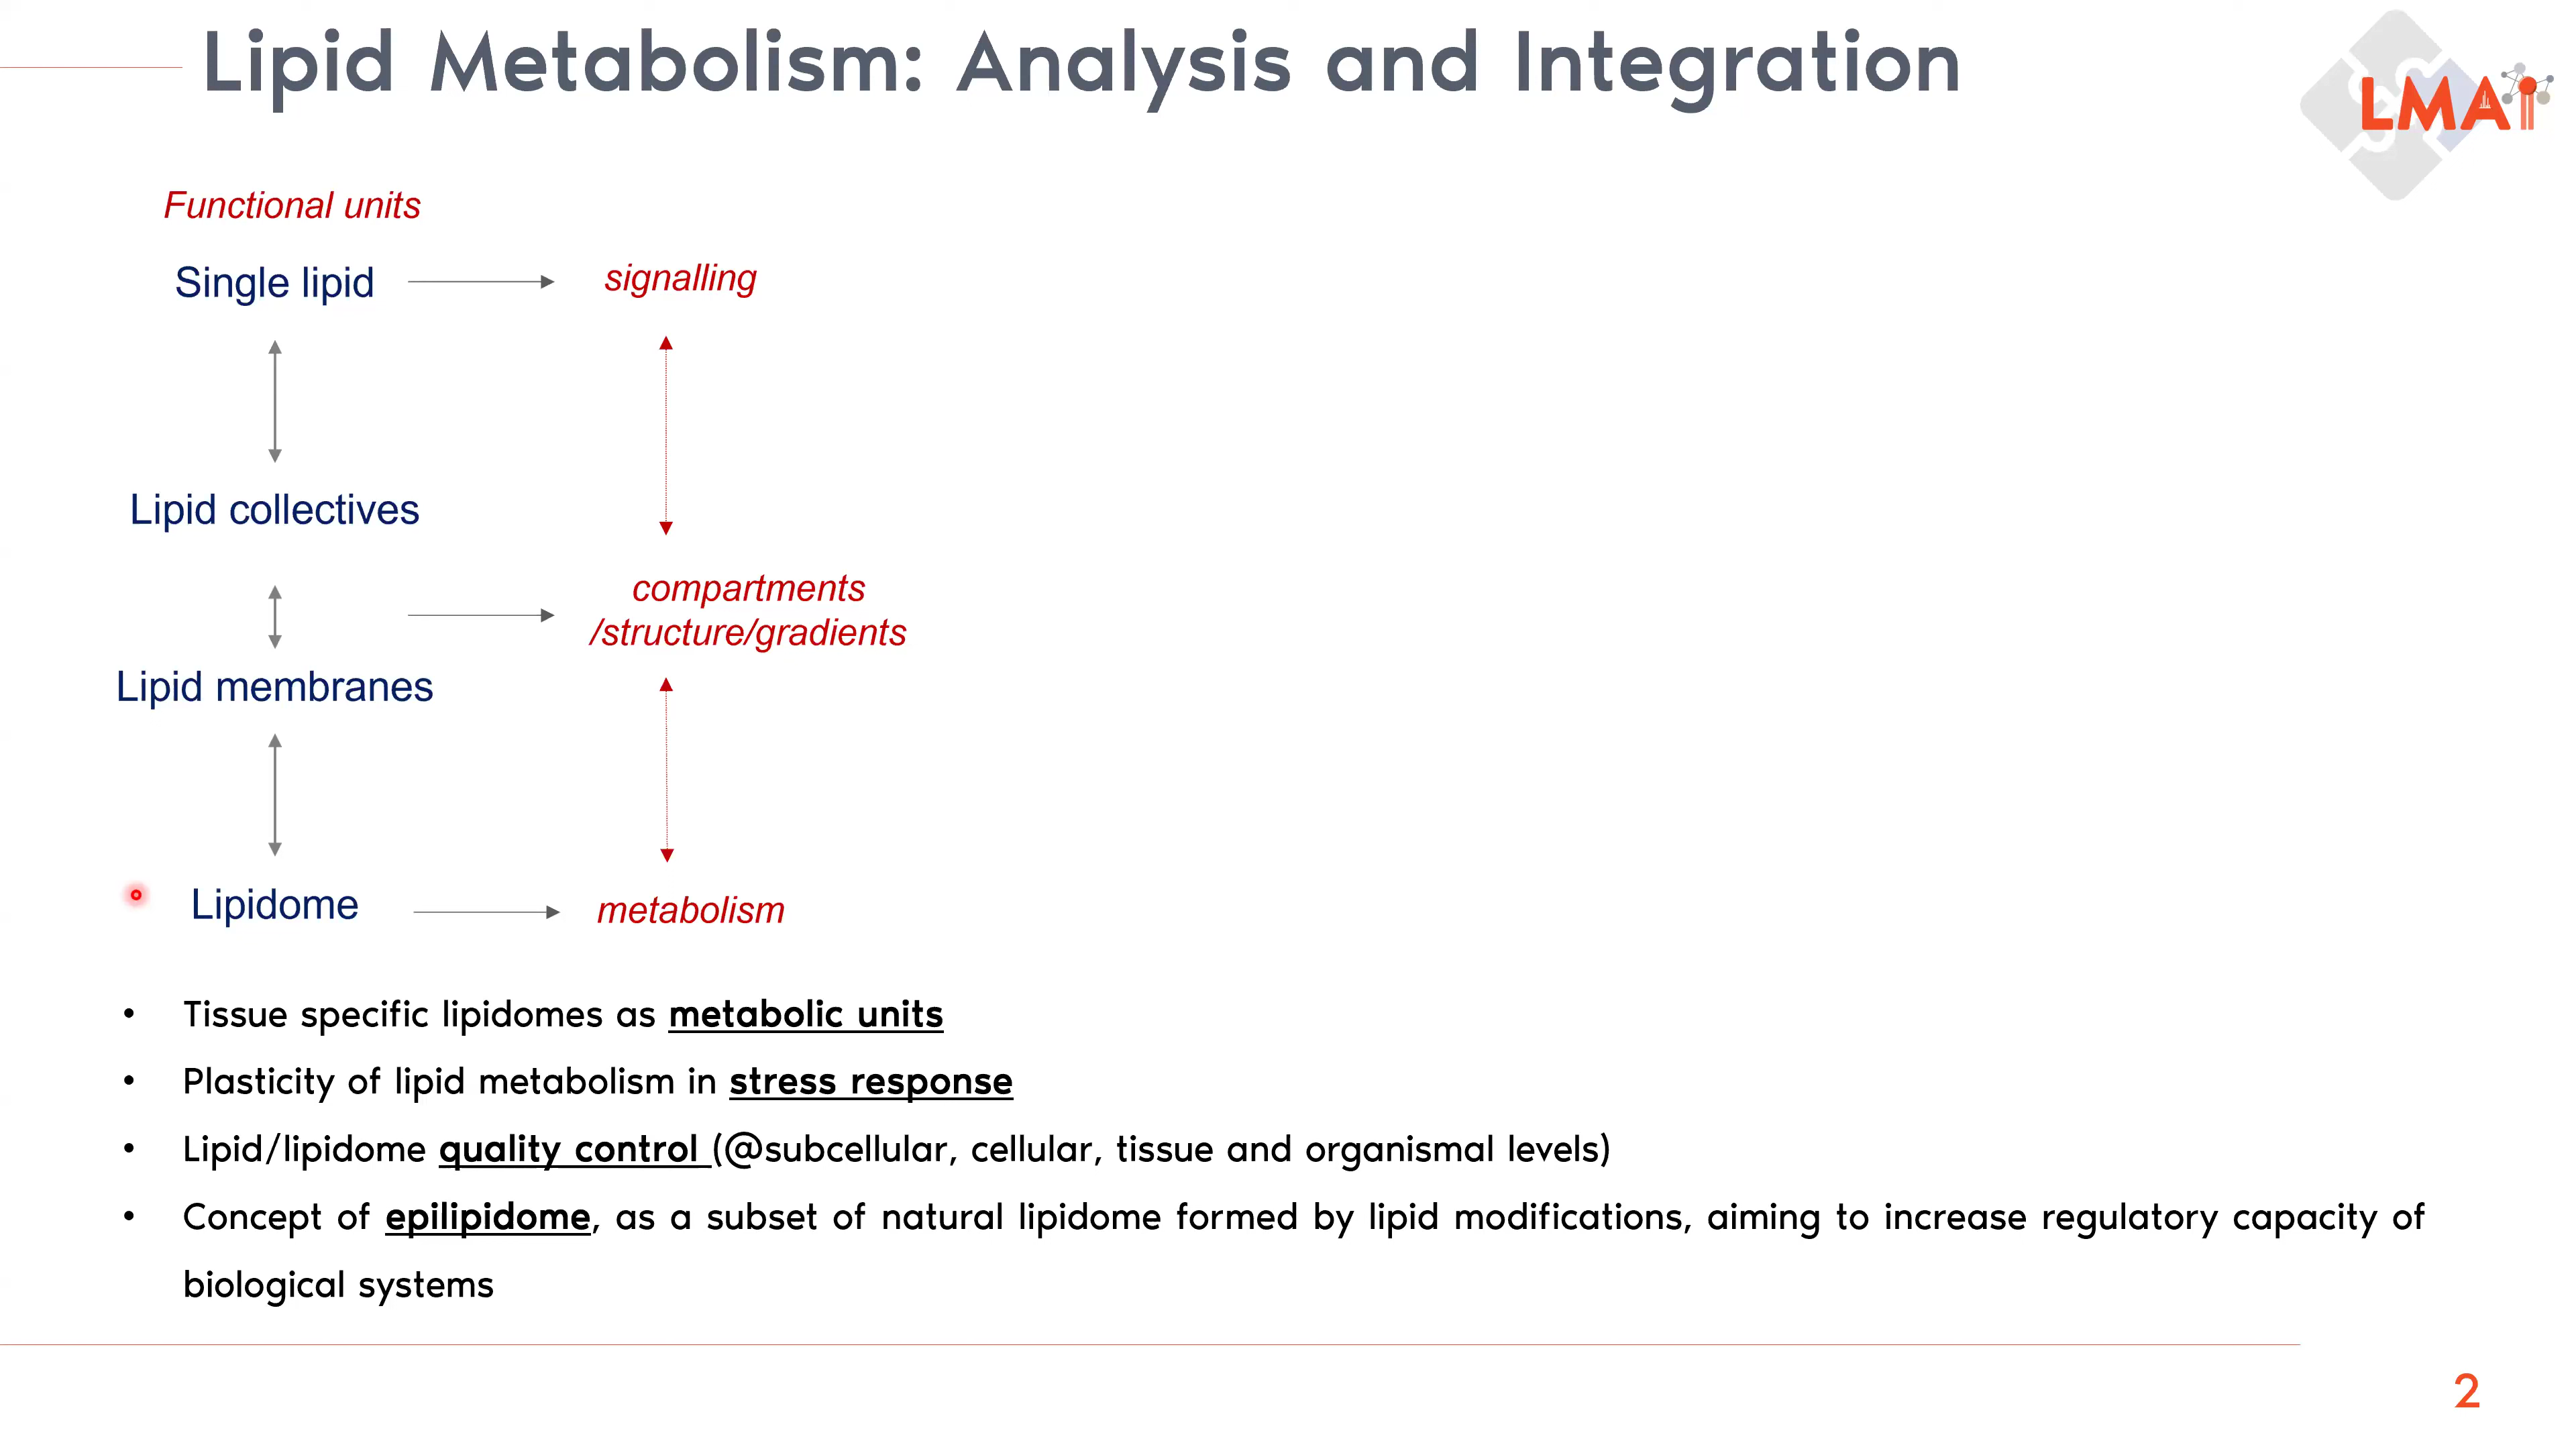 Lipid Metabolism: Analysis and Integration
LMAi
Functional units
Single lipid
signalling
Lipid collectives
compartments
/structure/gradients
Lipid membranes
Lipidome
metabolism
• Tissue specific lipidomes as metabolic units
• Plasticity of lipid metabolism in stress response
• Lipid/lipidome quality control (@subcellular, cellular, tissue and organismal levels)
• Concept of epilipidome, as a subset of natural lipidome formed by lipid modifications, aiming to increase regulatory capacity of
biological systems
2